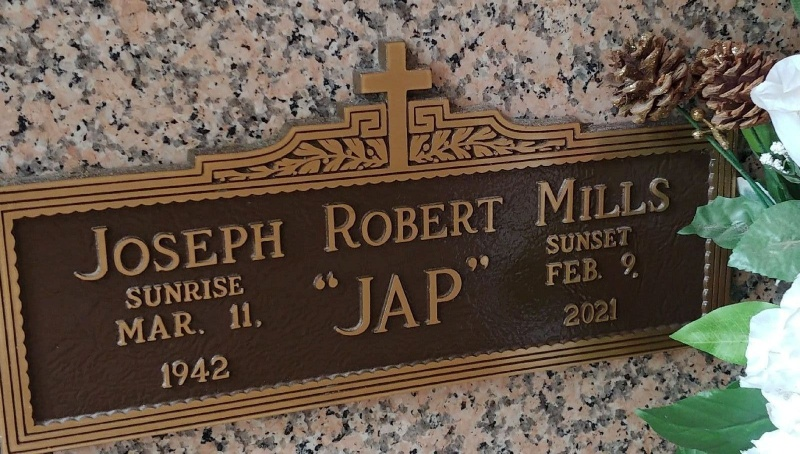 JOSEPH ROBERT MILLS
SUNRISE "JAP" SUNSET
MAR. 11, FEB. 9,
1942 2021